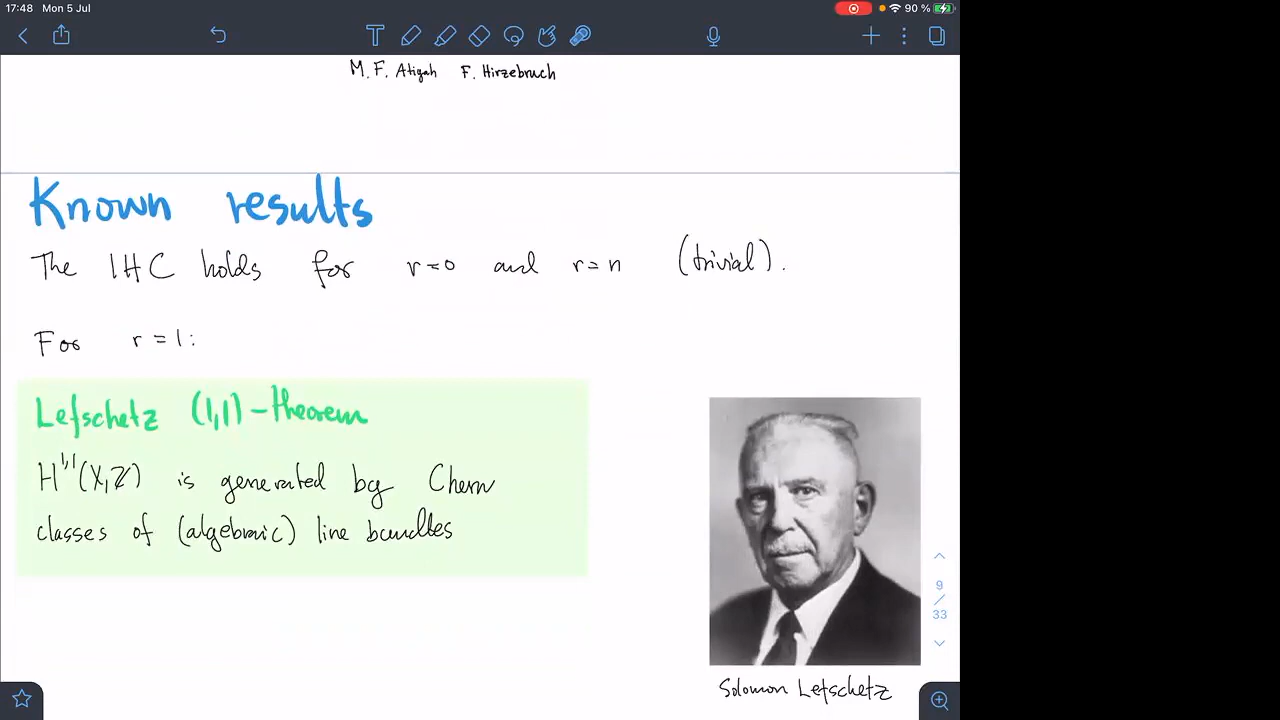 17:48 Mon 5 Jul
90 %
M. F. Atiyah F. Hirzebruch
Known results
The IHC holds for r=0 and r=n (trivial).
For r=1:
Lefschetz (1,1)-theorem
H^{1,1}(X,ℤ) is generated by Chern
classes of (algebraic) line bundles
9
/
33
Solomon Lefschetz